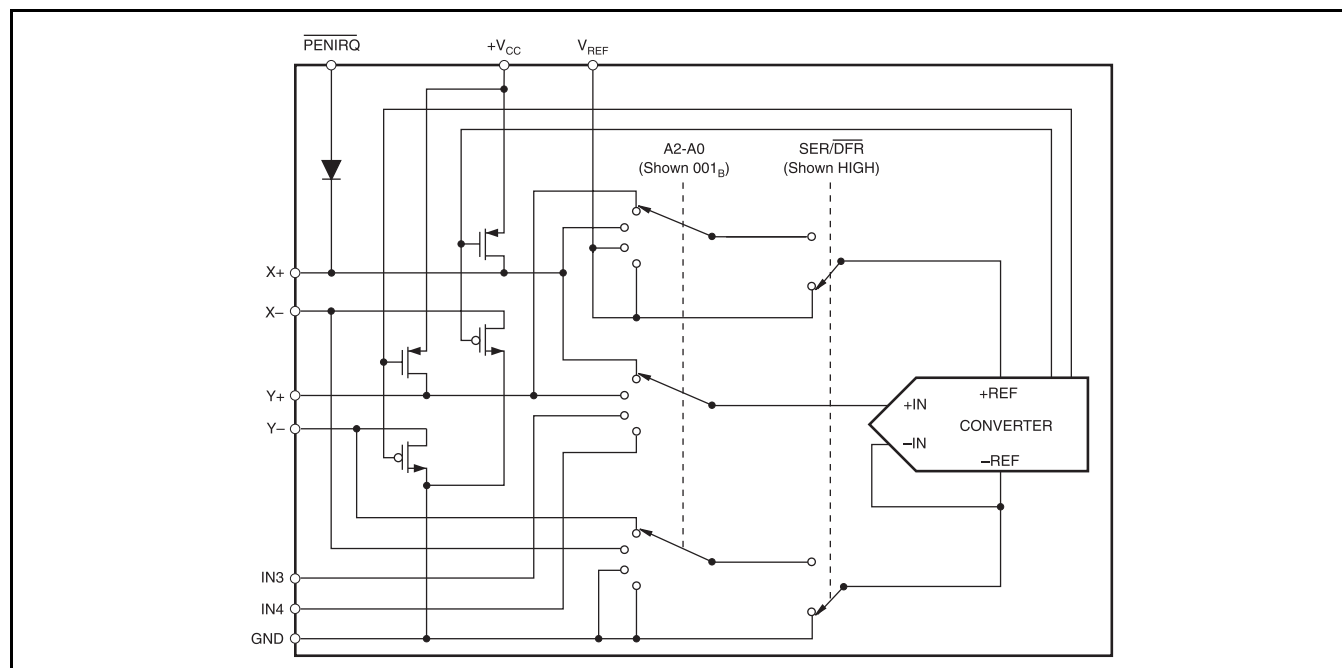 PENIRQ
+VCC
VREF
A2-A0
(Shown 001B)
SER/DFR
(Shown HIGH)
X+
X–
Y+
Y–
+REF
+IN
CONVERTER
–IN
–REF
IN3
IN4
GND